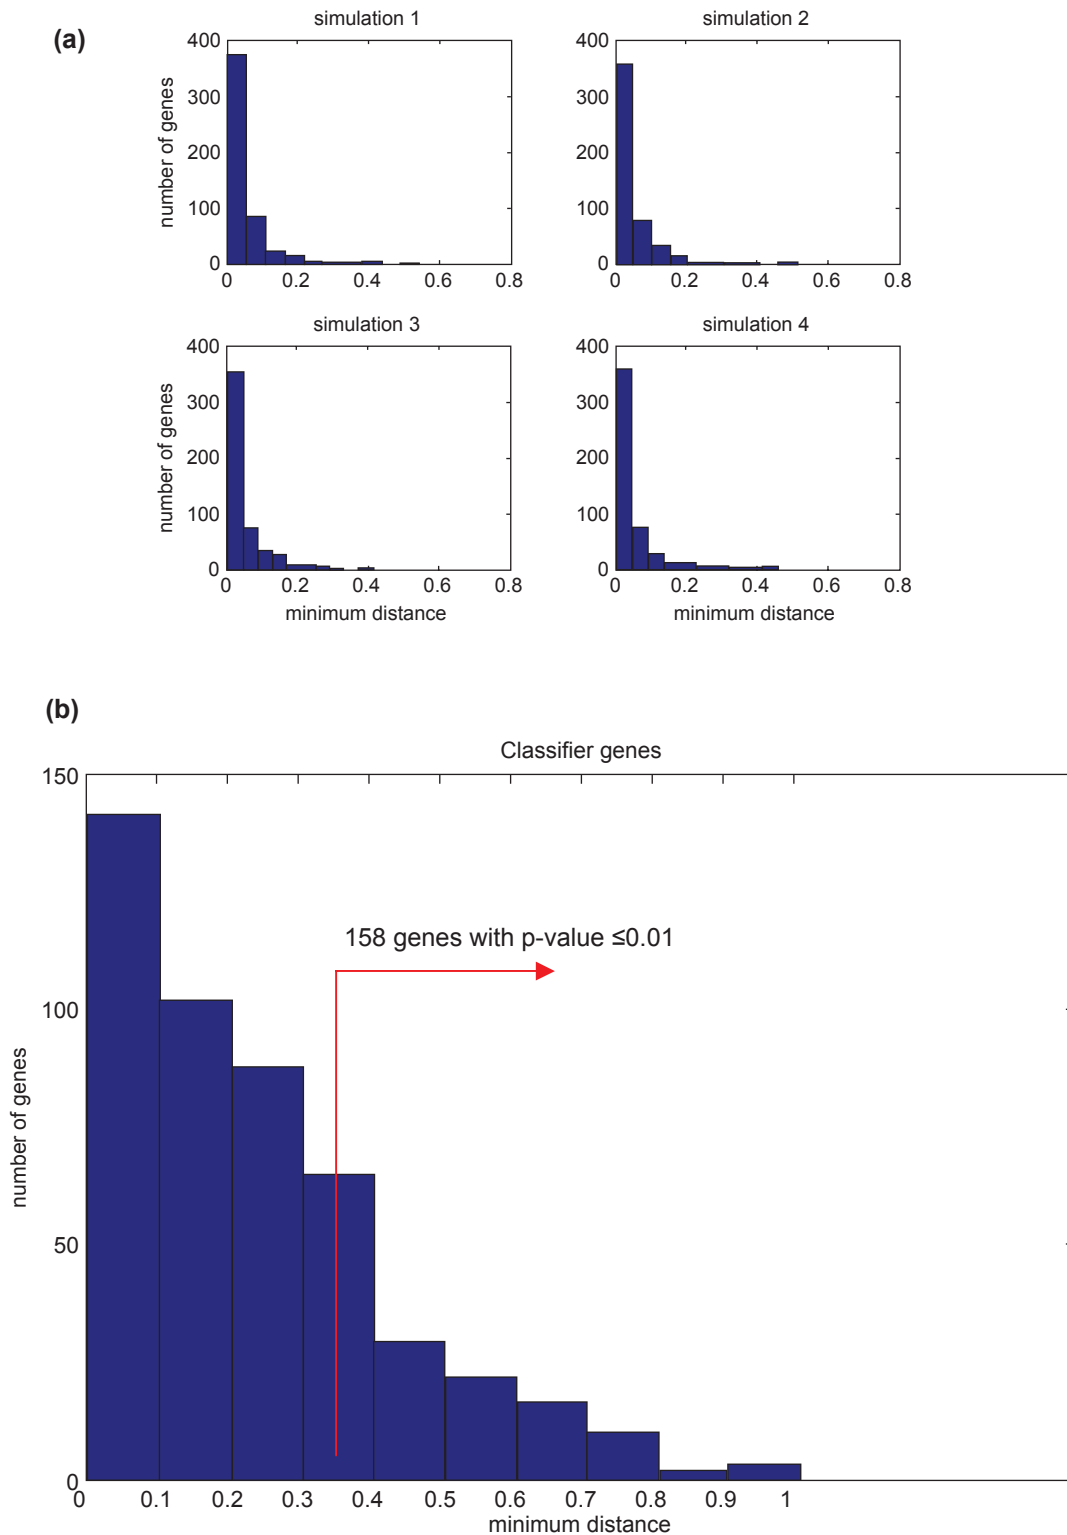 (a)
simulation 1
simulation 2
400
300
200
100
0
number of genes
0 0.2 0.4 0.6 0.8
400
300
200
100
0
0 0.2 0.4 0.6 0.8
simulation 3
simulation 4
400
300
200
100
0
number of genes
0 0.2 0.4 0.6 0.8
minimum distance
400
300
200
100
0
0 0.2 0.4 0.6 0.8
minimum distance
(b)
Classifier genes
150
100
50
0
number of genes
158 genes with p-value ≤0.01
0 0.1 0.2 0.3 0.4 0.5 0.6 0.7 0.8 0.9 1
minimum distance